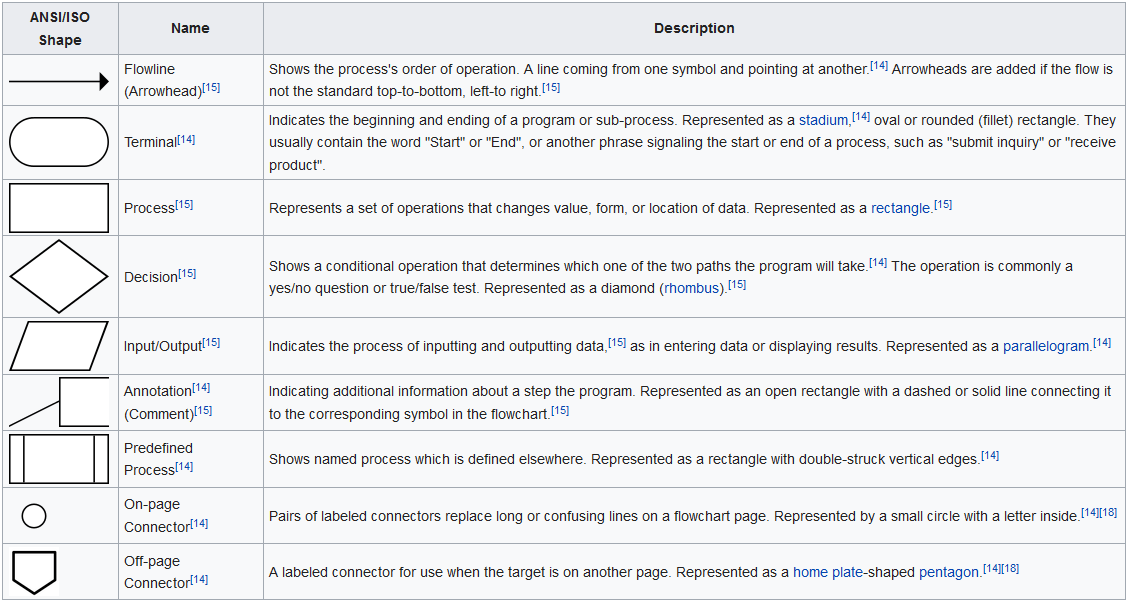 ANSI/ISO
Shape
Name
Description
Flowline
(Arrowhead)[15]
Shows the process's order of operation. A line coming from one symbol and pointing at another.[14] Arrowheads are added if the flow is
not the standard top-to-bottom, left-to right.[15]
Terminal[14]
Indicates the beginning and ending of a program or sub-process. Represented as a stadium,[14] oval or rounded (fillet) rectangle. They
usually contain the word "Start" or "End", or another phrase signaling the start or end of a process, such as "submit inquiry" or "receive
product".
Process[15]
Represents a set of operations that changes value, form, or location of data. Represented as a rectangle.[15]
Decision[15]
Shows a conditional operation that determines which one of the two paths the program will take.[14] The operation is commonly a
yes/no question or true/false test. Represented as a diamond (rhombus).[15]
Input/Output[15]
Indicates the process of inputting and outputting data,[15] as in entering data or displaying results. Represented as a parallelogram.[14]
Annotation[14]
(Comment)[15]
Indicating additional information about a step the program. Represented as an open rectangle with a dashed or solid line connecting it
to the corresponding symbol in the flowchart.[15]
Predefined
Process[14]
Shows named process which is defined elsewhere. Represented as a rectangle with double-struck vertical edges.[14]
On-page
Connector[14]
Pairs of labeled connectors replace long or confusing lines on a flowchart page. Represented by a small circle with a letter inside.[14][18]
Off-page
Connector[14]
A labeled connector for use when the target is on another page. Represented as a home plate-shaped pentagon.[14][18]